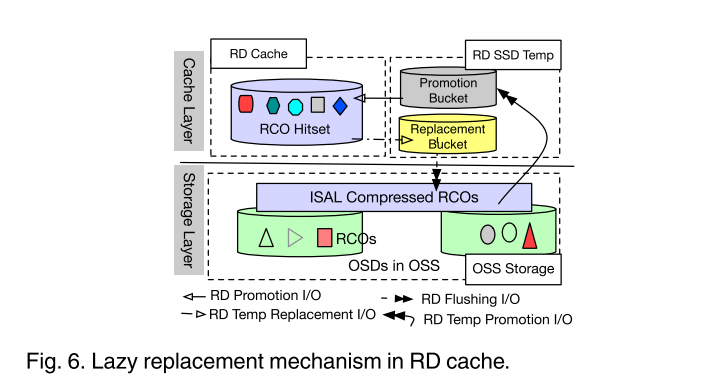 RD Cache
RD SSD Temp
Cache Layer
Promotion
Bucket
RCO Hitset
Replacement
Bucket
Storage Layer
ISAL Compressed RCOs
RCOs
OSDs in OSS
OSS Storage
RD Promotion I/O
RD Flushing I/O
RD Temp Replacement I/O
RD Temp Promotion I/O
Fig. 6. Lazy replacement mechanism in RD cache.